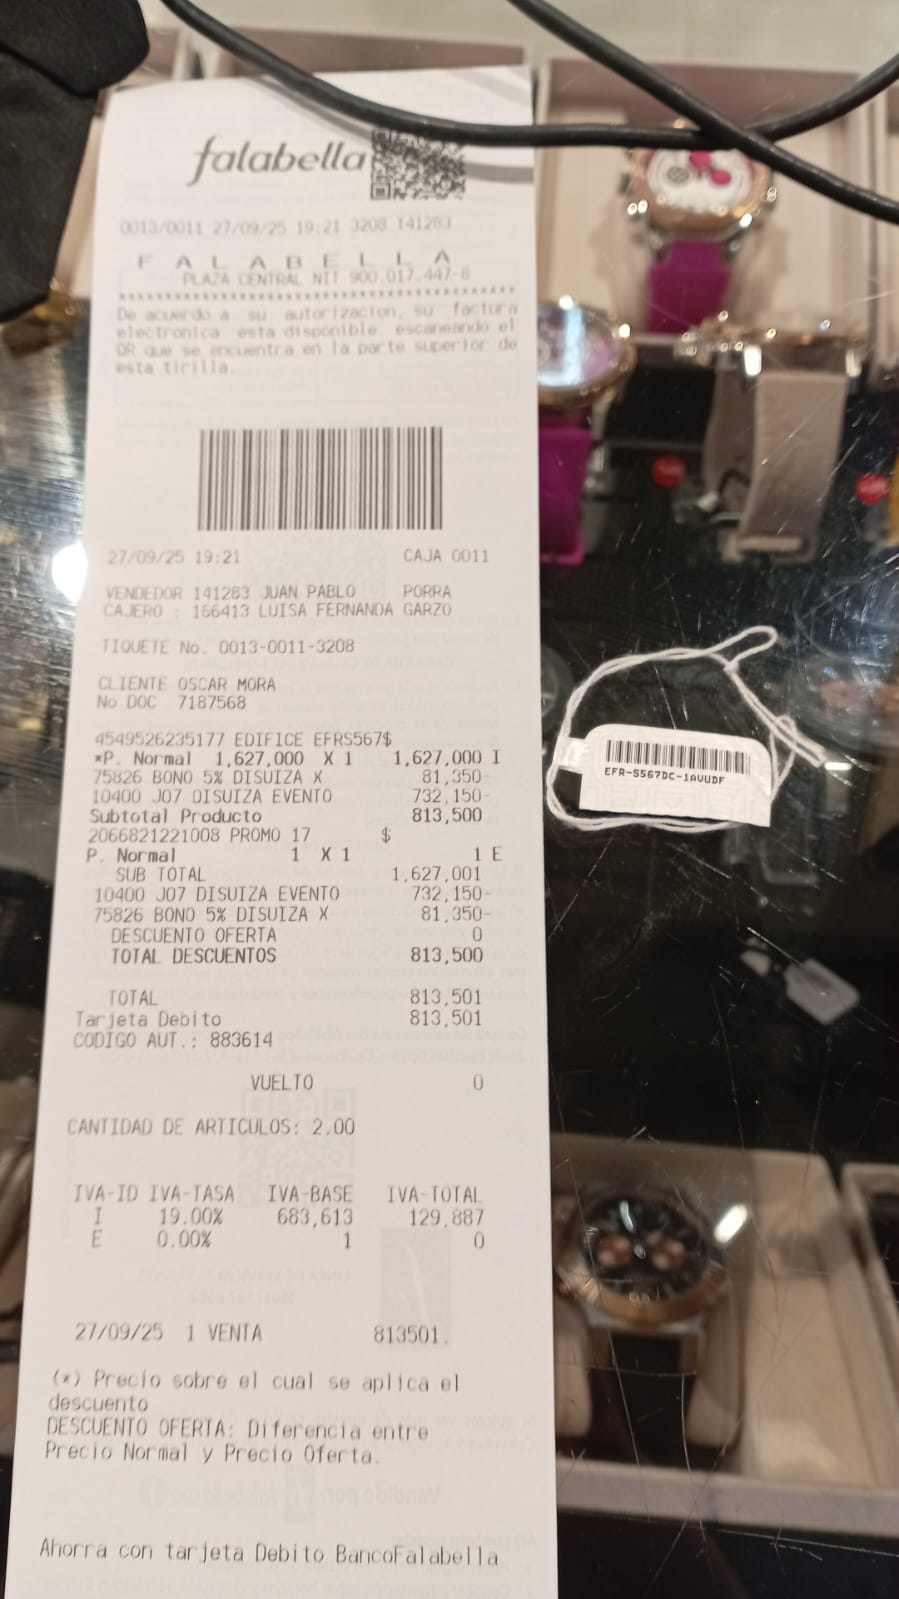 falabella
0013/0011 27/09/25 19:21 3208 141283
F A L A B E L L A
PLAZA CENTRAL NIT 900.017.447-8
De acuerdo a su autorizacion, su factura
electronica esta disponible, escaneando el
QR que se encuentra en la parte superior de
esta tirilla.
27/09/25 19:21 CAJA 0011
VENDEDOR 141283 JUAN PABLO PORRA
CAJERO : 166413 LUISA FERNANDA GARZO
TIQUETE No. 0013-0011-3208
CLIENTE OSCAR MORA
No DOC 7187568
4549526235177 EDIFICE EFRS567$
*P. Normal 1,627,000 X 1 1,627,000 I
75826 BONO 5% DISUIZA X 81,350-
10400 J07 DISUIZA EVENTO 732,150-
Subtotal Producto 813,500
2066821221008 PROMO 17 $
P. Normal 1 X 1 1 E
SUB TOTAL 1,627,001
10400 J07 DISUIZA EVENTO 732,150-
75826 BONO 5% DISUIZA X 81,350-
DESCUENTO OFERTA 0
TOTAL DESCUENTOS 813,500
TOTAL 813,501
Tarjeta Debito 813,501
CODIGO AUT.: 883614
VUELTO 0
CANTIDAD DE ARTICULOS: 2.00
IVA-ID IVA-TASA IVA-BASE IVA-TOTAL
I 19.00% 683,613 129,887
E 0.00% 1 0
27/09/25 1 VENTA 813501.
(*) Precio sobre el cual se aplica el
descuento
DESCUENTO OFERTA: Diferencia entre
Precio Normal y Precio Oferta.
Ahorra con tarjeta Debito BancoFalabella
EFR-S567DC-1AVUDF